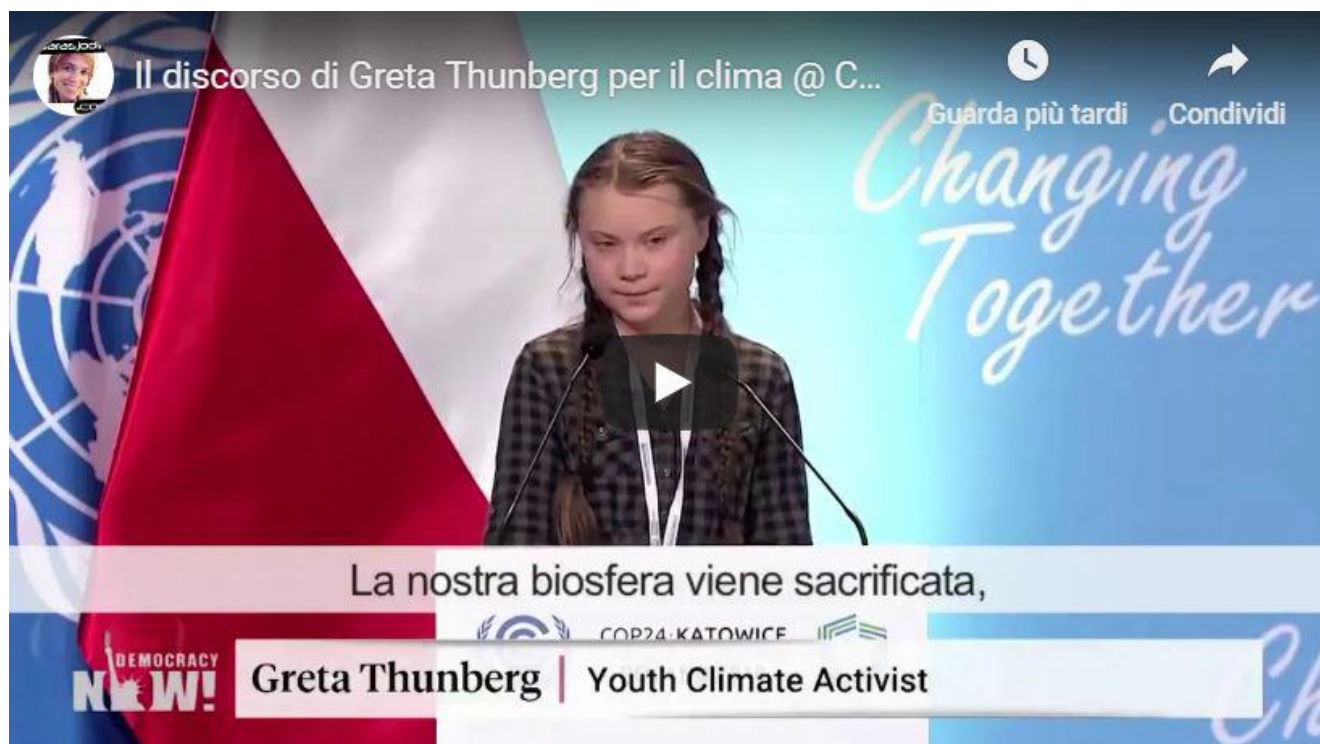 Il discorso di Greta Thunberg per il clima @ C...
Guarda più tardi
Condividi
Changing
Together
La nostra biosfera viene sacrificata,
COP24·KATOWICE
DEMOCRACY
NOW!
Greta Thunberg
Youth Climate Activist
Ch